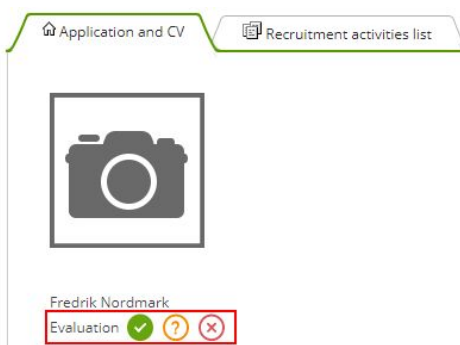 Application and CV
Recruitment activities list
Fredrik Nordmark
Evaluation ?